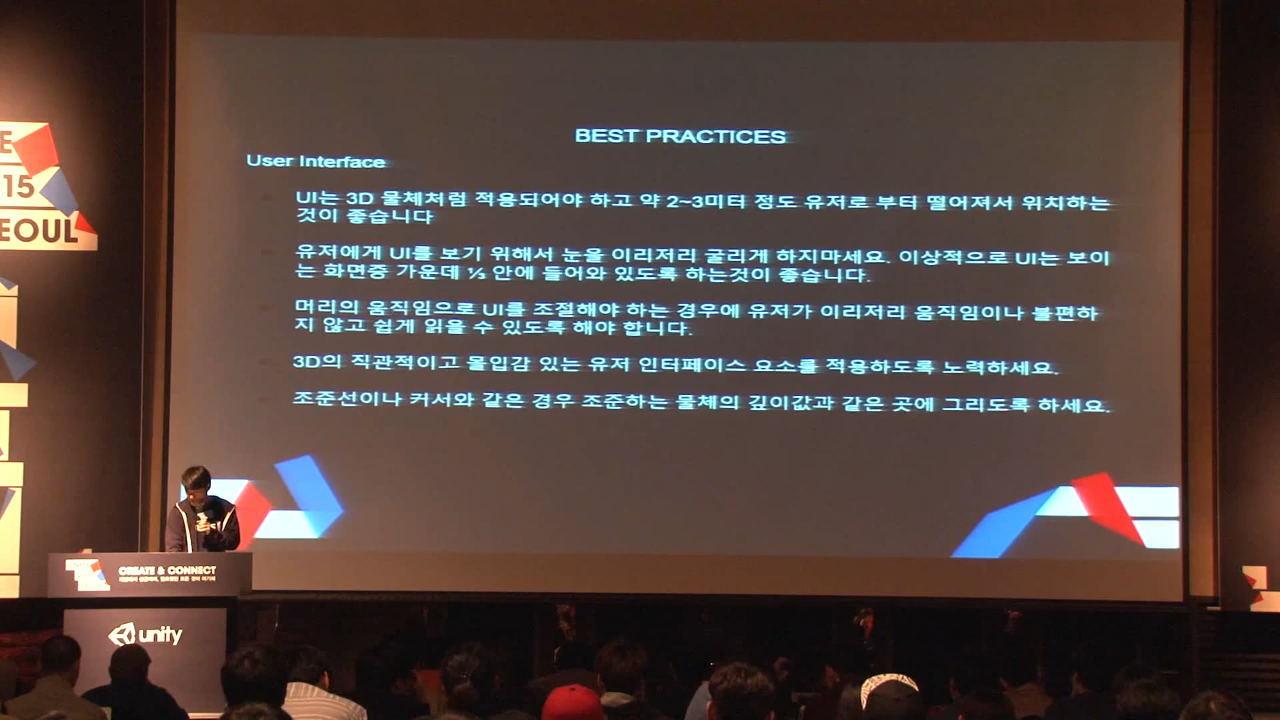 BEST PRACTICES
User Interface
UI는 3D 물체처럼 적용되어야 하고 약 2~3미터 정도 유저로 부터 떨어져서 위치하는
것이 좋습니다
유저에게 UI를 보기 위해서 눈을 이리저리 굴리게 하지마세요. 이상적으로 UI는 보이
는 화면중 가운데 ⅓ 안에 들어와 있도록 하는것이 좋습니다.
머리의 움직임으로 UI를 조절해야 하는 경우에 유저가 이리저리 움직임이나 불편하
지 않고 쉽게 읽을 수 있도록 해야 합니다.
3D의 직관적이고 몰입감 있는 유저 인터페이스 요소를 적용하도록 노력하세요.
조준선이나 커서와 같은 경우 조준하는 물체의 깊이값과 같은 곳에 그리도록 하세요.
E
15
EOUL
CREATE & CONNECT
unity